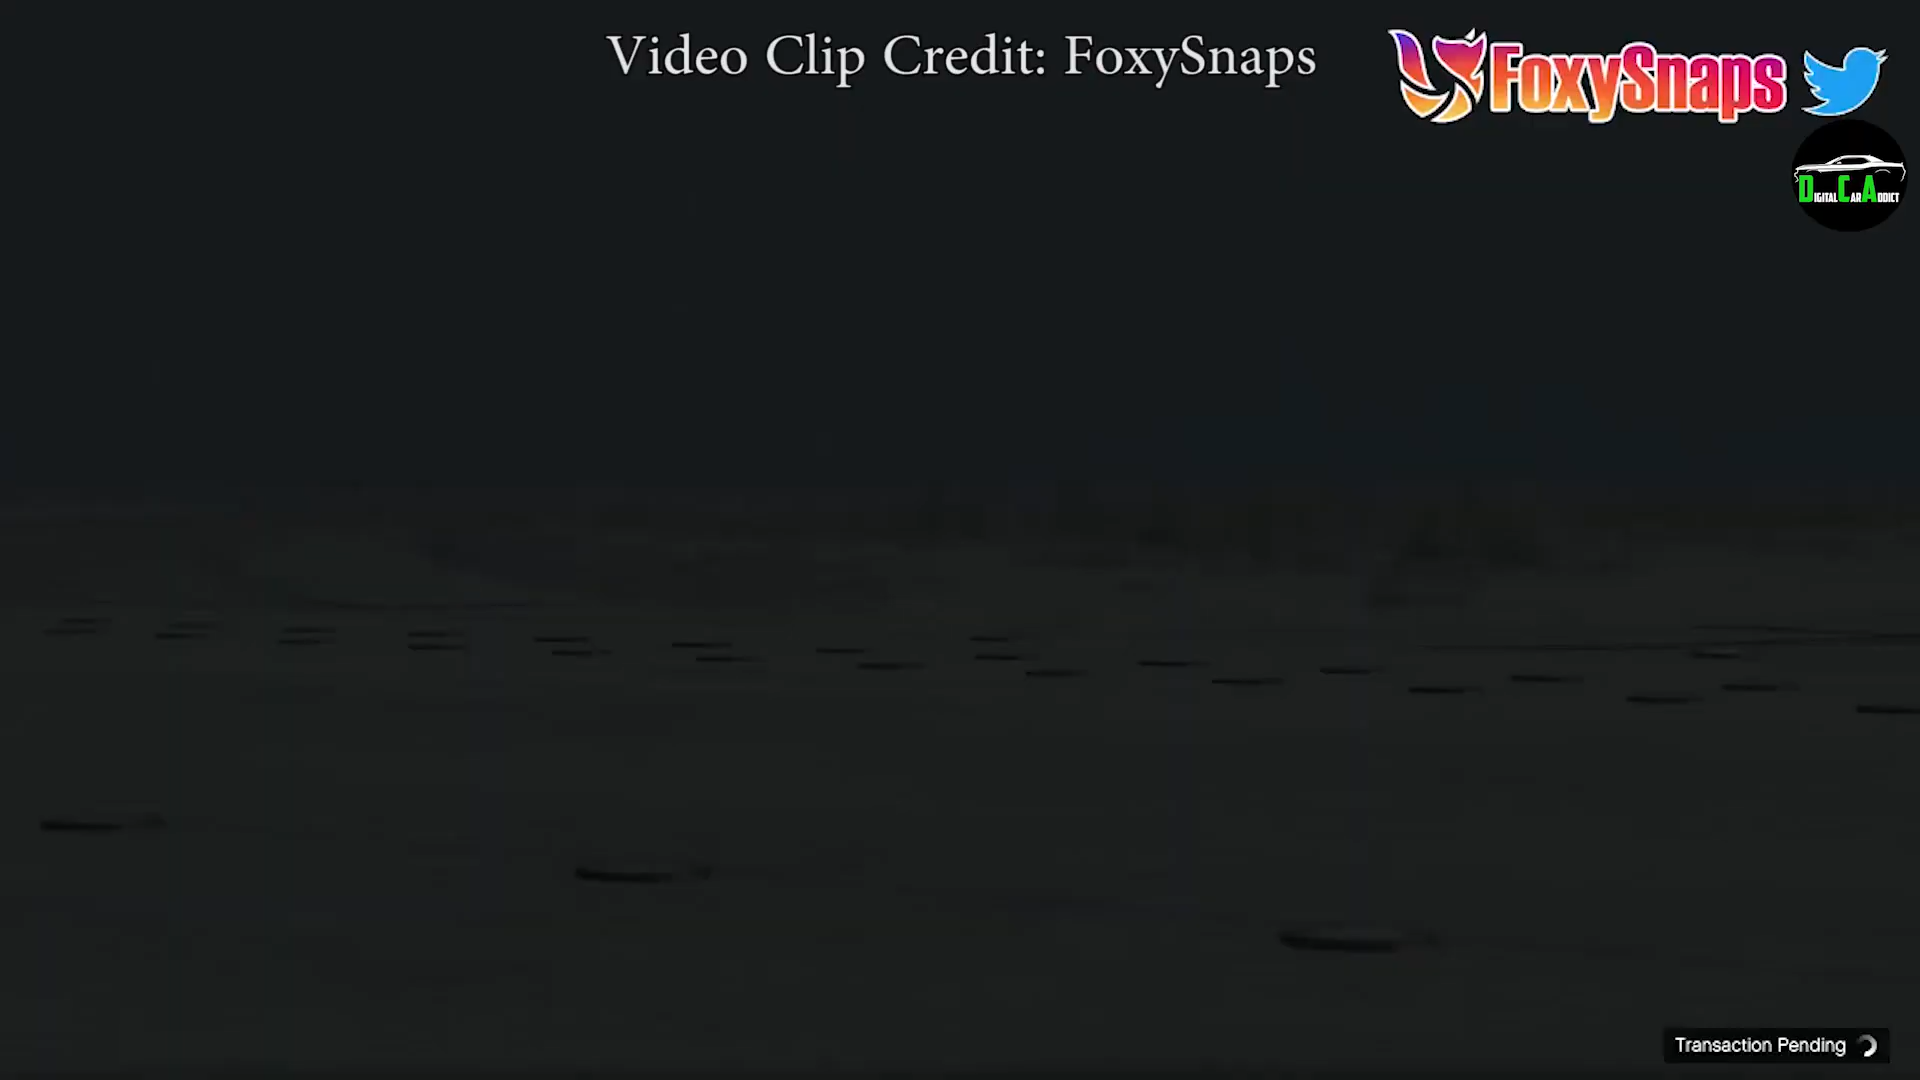 Video Clip Credit: FoxySnaps
FoxySnaps
DIGITALCARADDICT
Transaction Pending